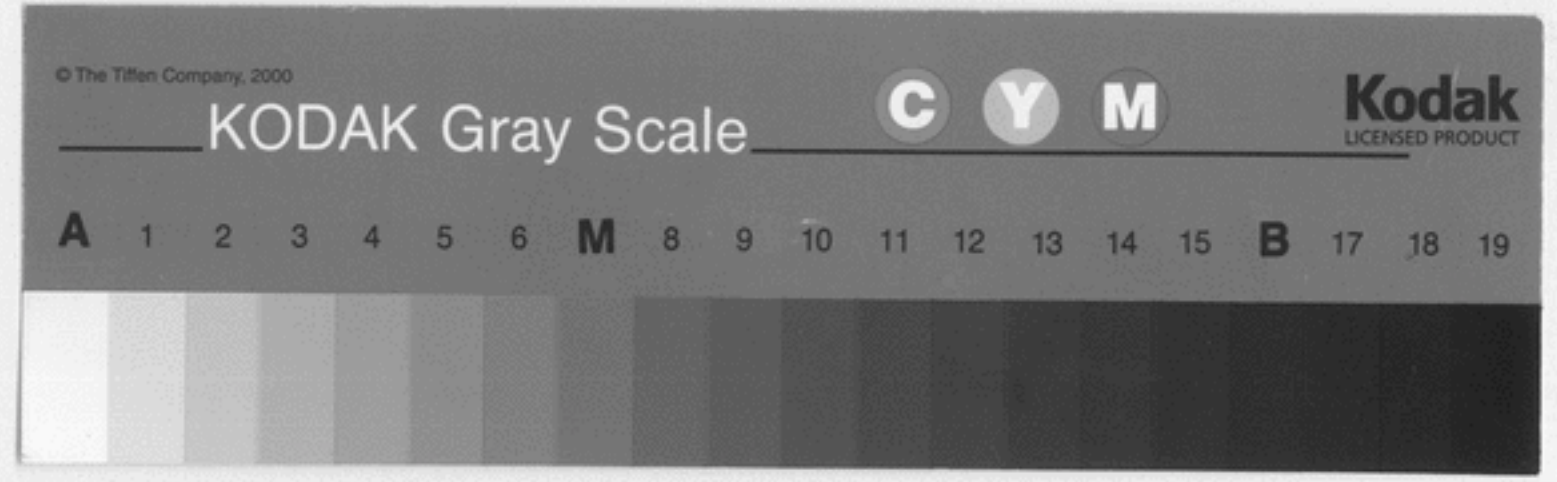 © The Tiffen Company, 2000
KODAK Gray Scale
C Y M
Kodak
LICENSED PRODUCT
A 1 2 3 4 5 6 M 8 9 10 11 12 13 14 15 B 17 18 19